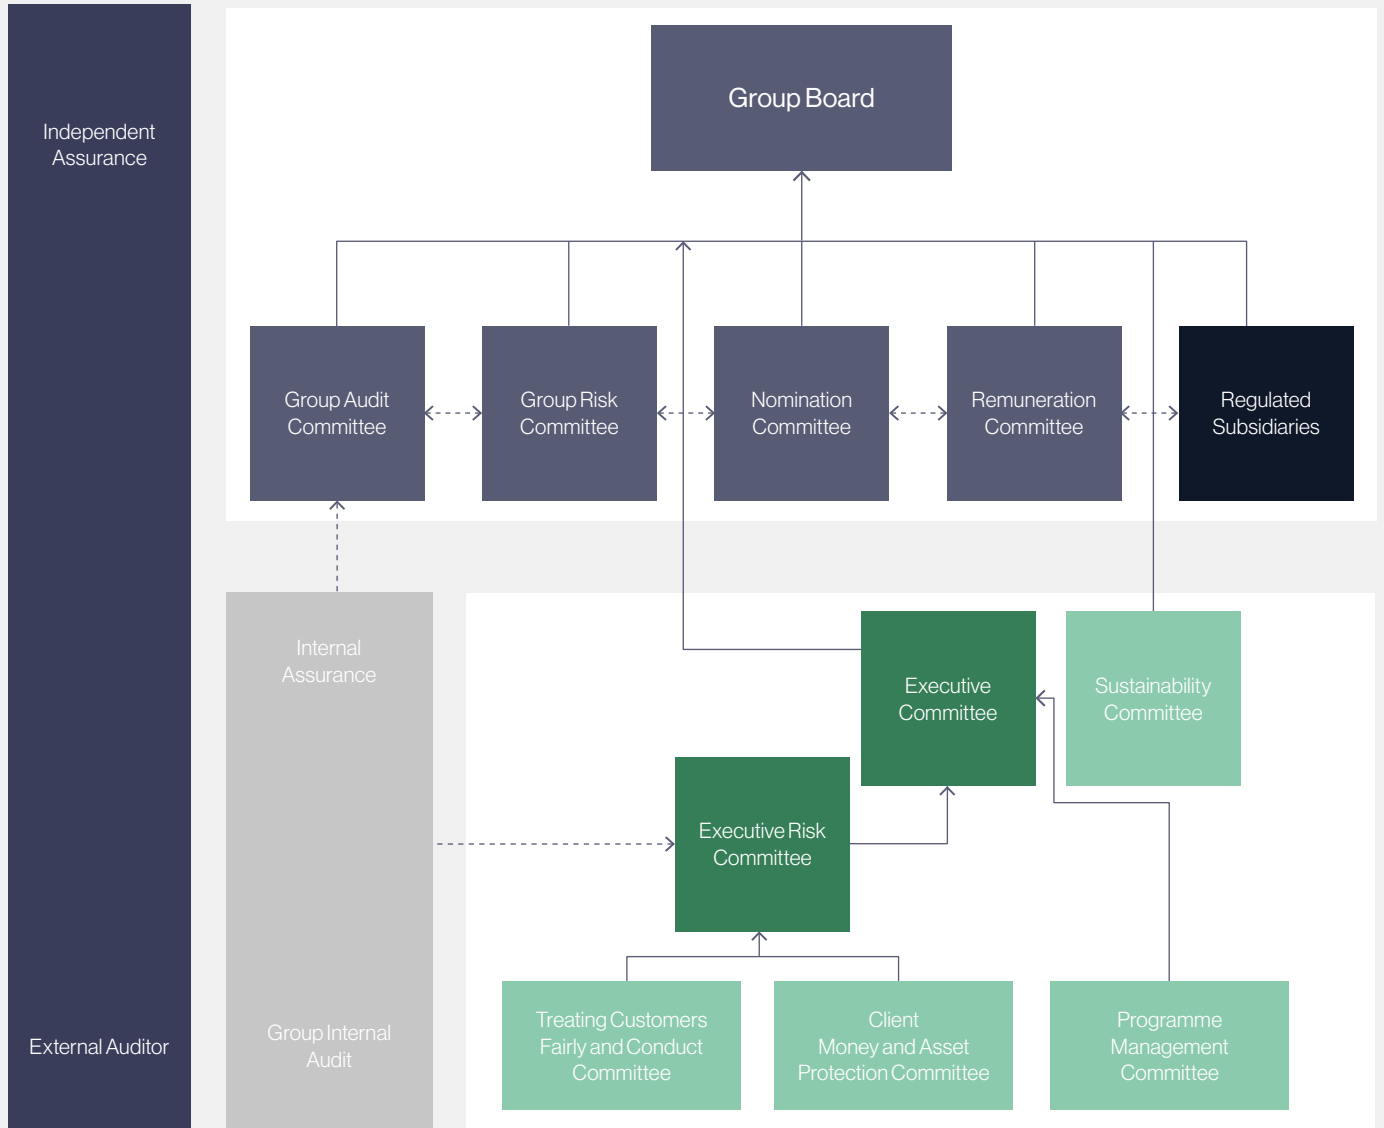 Independent
Assurance
External Auditor
Group Board
Group Audit
Committee
Group Risk
Committee
Nomination
Committee
Remuneration
Committee
Regulated
Subsidiaries
Internal
Assurance
Group Internal
Audit
Executive
Committee
Sustainability
Committee
Executive Risk
Committee
Treating Customers
Fairly and Conduct
Committee
Client
Money and Asset
Protection Committee
Programme
Management
Committee